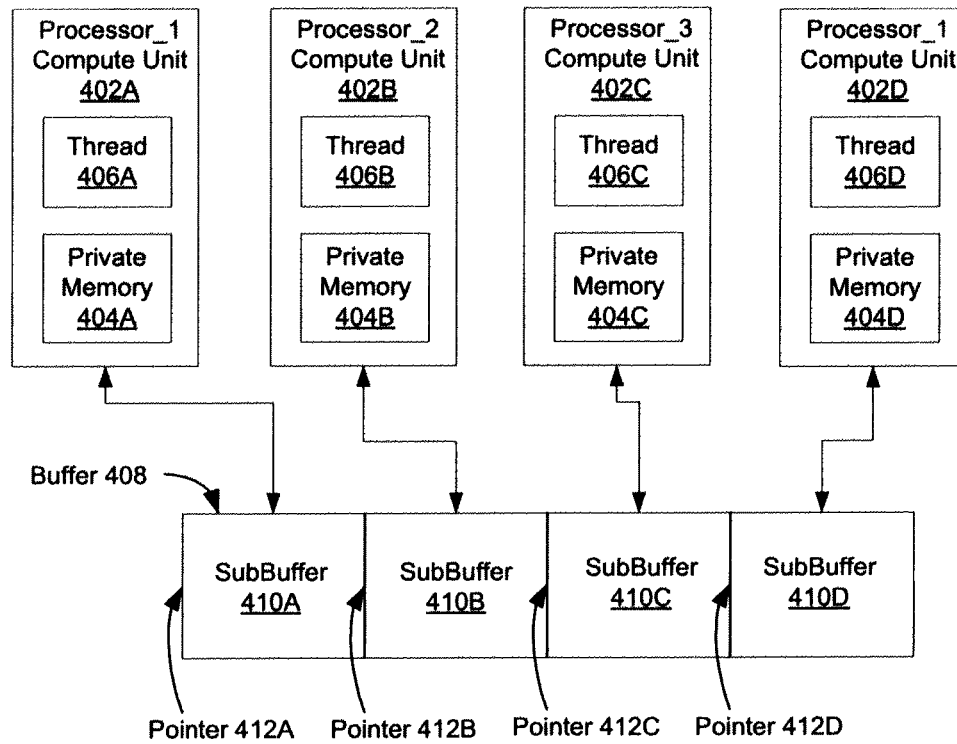 Processor_1
Compute Unit
402A
Thread
406A
Private
Memory
404A
Processor_2
Compute Unit
402B
Thread
406B
Private
Memory
404B
Processor_3
Compute Unit
402C
Thread
406C
Private
Memory
404C
Processor_1
Compute Unit
402D
Thread
406D
Private
Memory
404D
Buffer 408
SubBuffer
410A
SubBuffer
410B
SubBuffer
410C
SubBuffer
410D
Pointer 412A
Pointer 412B
Pointer 412C
Pointer 412D